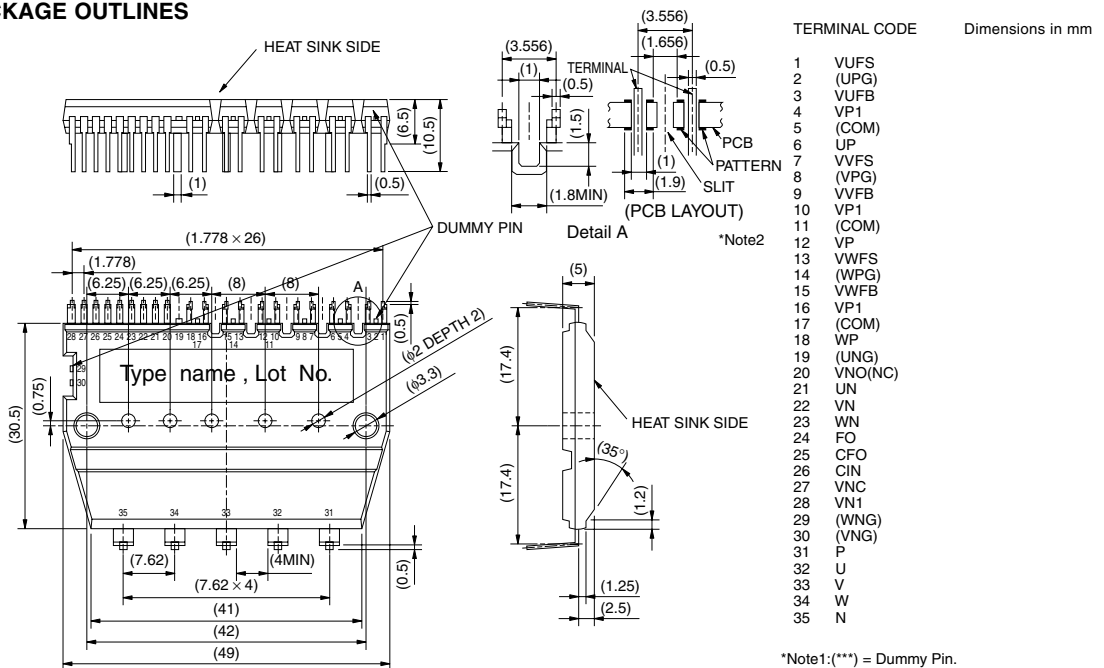 CKAGE OUTLINES
TERMINAL CODE
Dimensions in mm
HEAT SINK SIDE
(6.5)
(10.5)
(1)
(0.5)
DUMMY PIN
(3.556)
(1)
(0.5)
(1.5)
(1.8MIN)
Detail A
(3.556)
(1.656)
TERMINAL
(0.5)
PCB
PATTERN
(1)
SLIT
(1.9)
(PCB LAYOUT)
*Note2
(1.778 × 26)
(1.778)
(6.25) (6.25) (6.25) (8) (8)
A
(0.5)
28 27 26 25 24 23 22 21 20 19 18 16 15 13 12 10 9 8 7 6 5 4 3 2 1
17 14 11
29
30
Type name , Lot No.
(φ2 DEPTH 2)
(φ3.3)
(0.75)
(30.5)
35 34 33 32 31
(7.62)
(4MIN)
(0.5)
(7.62 × 4)
(41)
(42)
(49)
(5)
(17.4)
(17.4)
HEAT SINK SIDE
(35°)
(1.2)
(1.25)
(2.5)
1 VUFS
2 (UPG)
3 VUFB
4 VP1
5 (COM)
6 UP
7 VVFS
8 (VPG)
9 VVFB
10 VP1
11 (COM)
12 VP
13 VWFS
14 (WPG)
15 VWFB
16 VP1
17 (COM)
18 WP
19 (UNG)
20 VNO(NC)
21 UN
22 VN
23 WN
24 FO
25 CFO
26 CIN
27 VNC
28 VN1
29 (WNG)
30 (VNG)
31 P
32 U
33 V
34 W
35 N
*Note1:(***) = Dummy Pin.